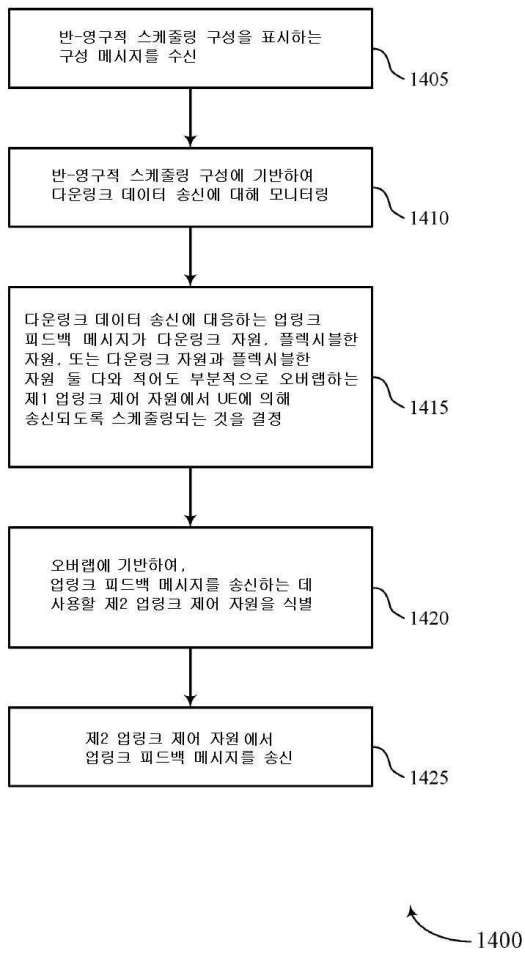 반-영구적 스케줄링 구성을 표시하는
구성 메시지를 수신
1405
반-영구적 스케줄링 구성에 기반하여
다운링크 데이터 송신에 대해 모니터링
1410
다운링크 데이터 송신에 대응하는 업링크
피드백 메시지가 다운링크 자원, 플렉시블한
자원, 또는 다운링크 자원과 플렉시블한
자원 둘 다와 적어도 부분적으로 오버랩하는
제1 업링크 제어 자원에서 UE에 의해
송신되도록 스케줄링되는 것을 결정
1415
오버랩에 기반하여,
업링크 피드백 메시지를 송신하는 데
사용할 제2 업링크 제어 자원을 식별
1420
제2 업링크 제어 자원에서
업링크 피드백 메시지를 송신
1425
1400